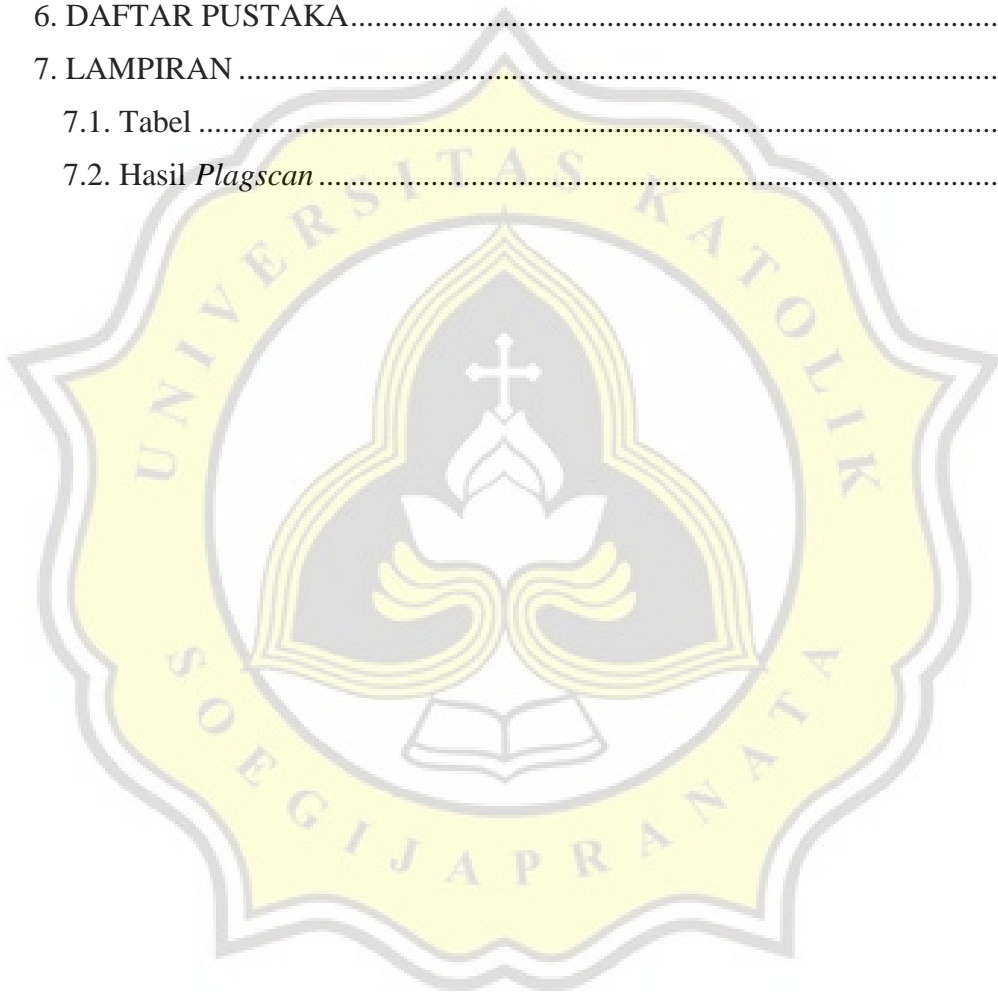 6. DAFTAR PUSTAKA........................................................................................
7. LAMPIRAN ........................................................................................................
7.1. Tabel ..............................................................................................................
7.2. Hasil Plagscan ................................................................................................
UNIVERSITAS KATOLIK
SOEGIJAPRANATA